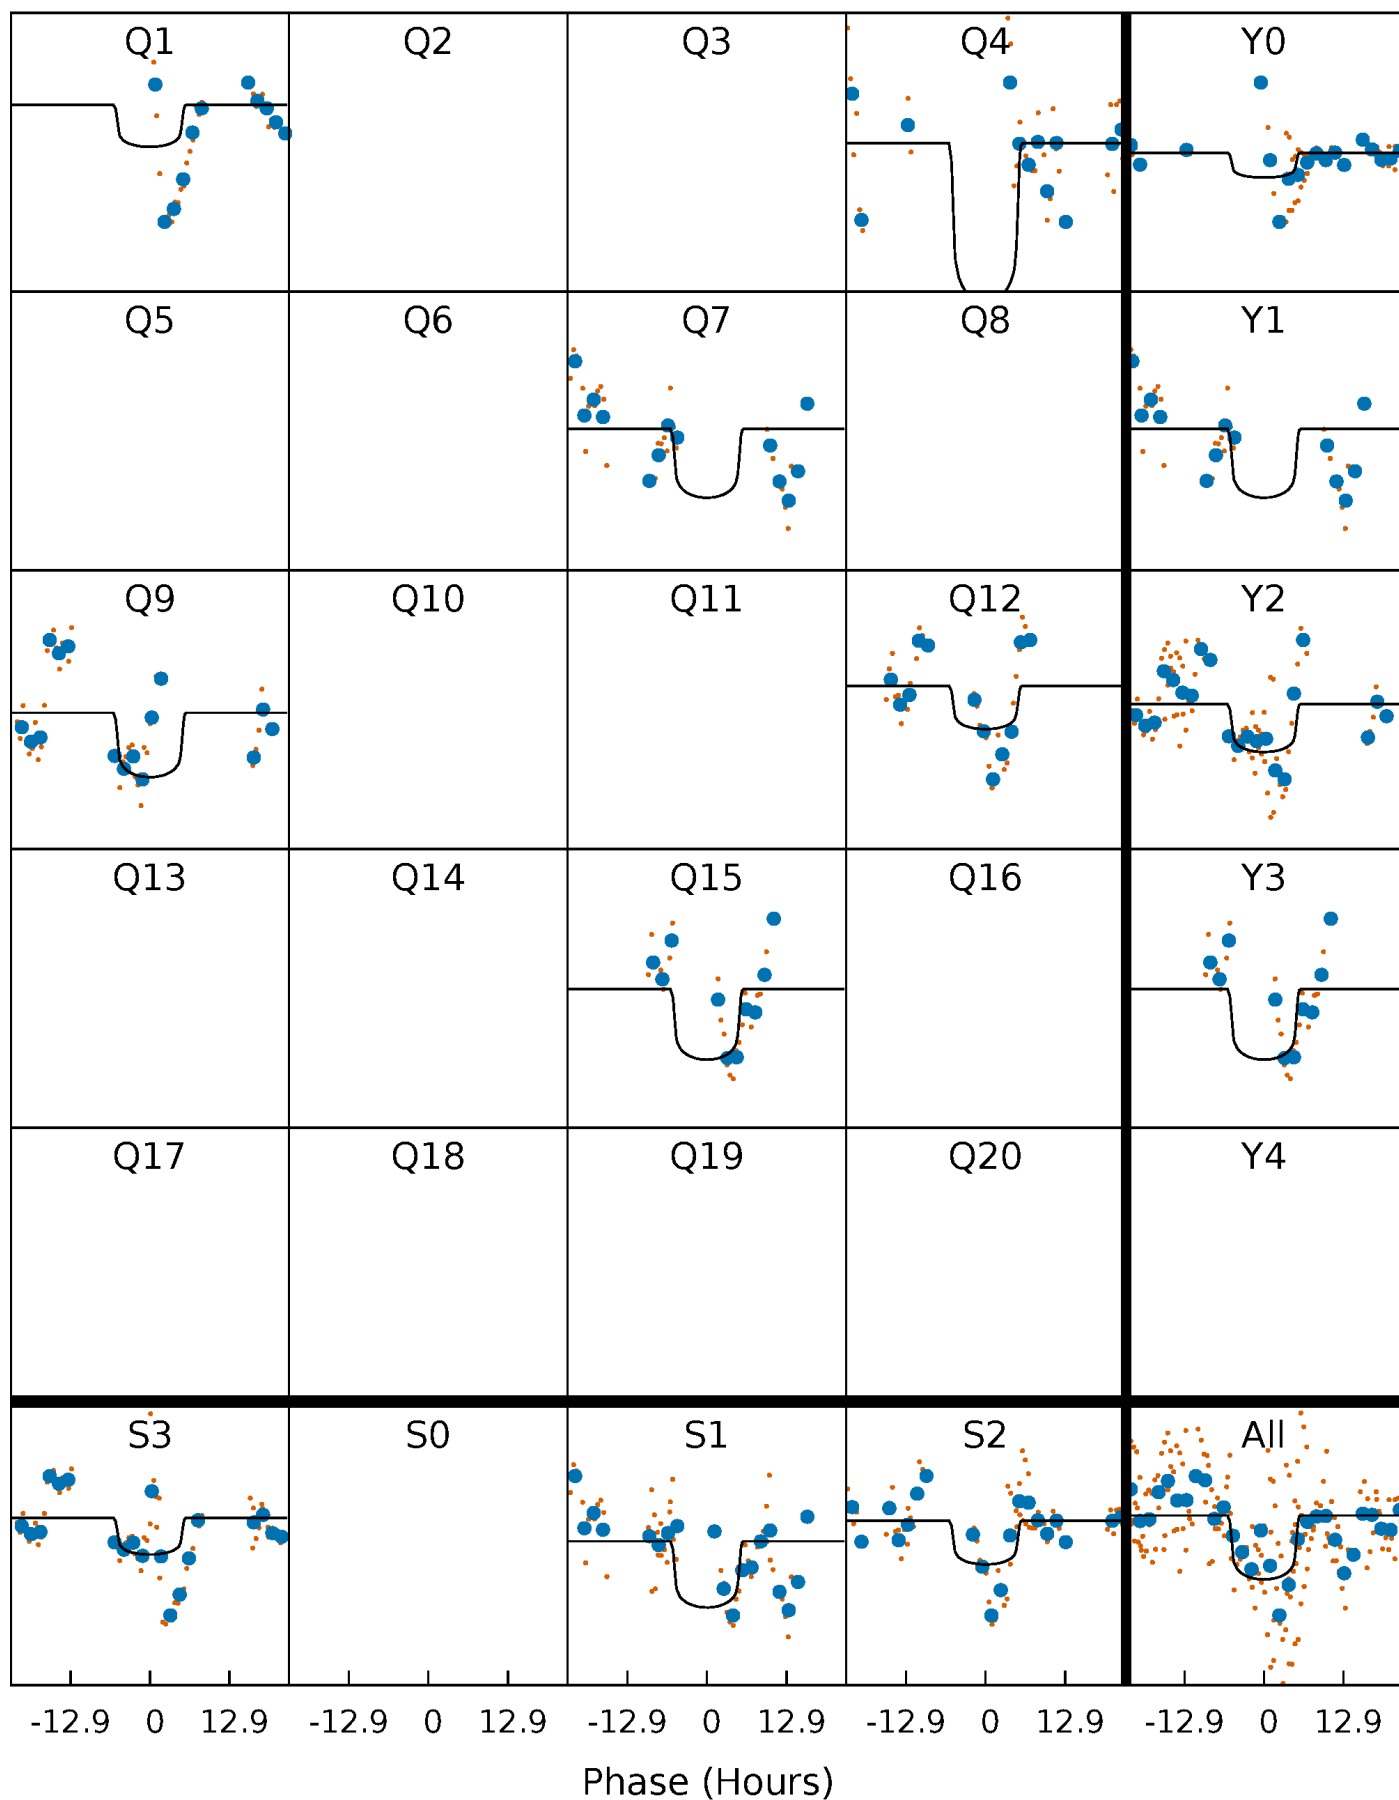 Q1 Q2 Q3 Q4 Y0
Q5 Q6 Q7 Q8 Y1
Q9 Q10 Q11 Q12 Y2
Q13 Q14 Q15 Q16 Y3
Q17 Q18 Q19 Q20 Y4
S3 S0 S1 S2 All
-12.9 0 12.9 -12.9 0 12.9 -12.9 0 12.9 -12.9 0 12.9 -12.9 0 12.9
Phase (Hours)